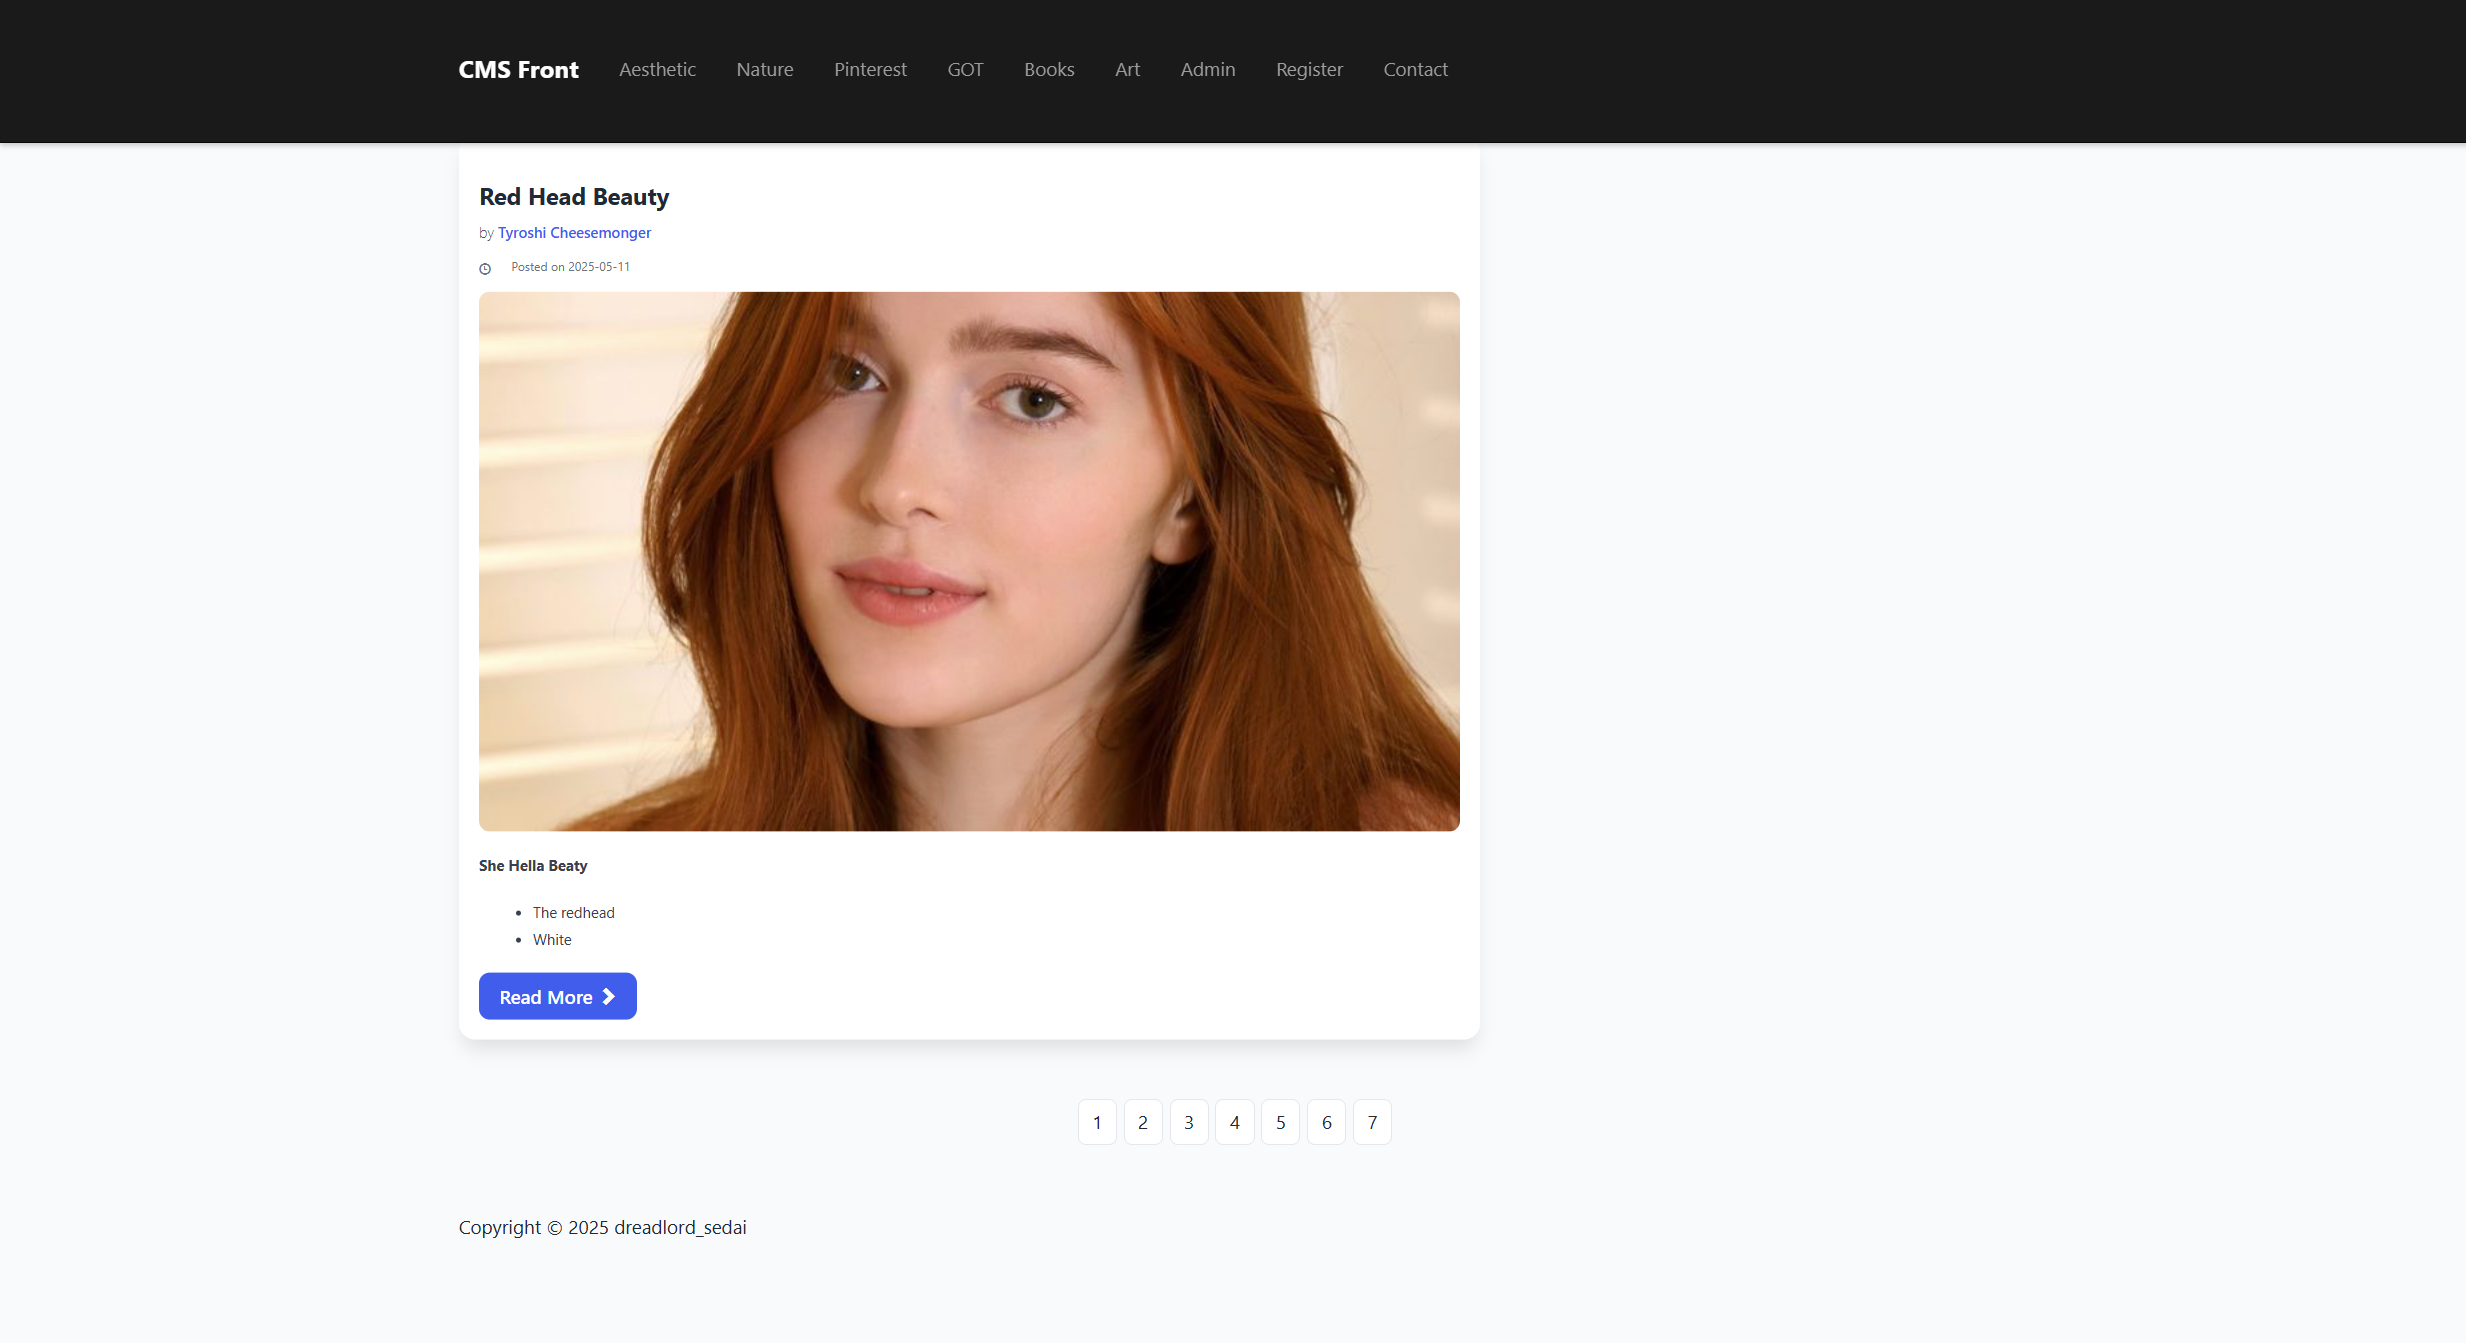 CMS Front Aesthetic Nature Pinterest GOT Books Art Admin Register Contact
Red Head Beauty
by Tyroshi Cheesemonger
Posted on 2025-05-11
She Hella Beaty
The redhead
White
Read More
1 2 3 4 5 6 7
Copyright © 2025 dreadlord_sedai